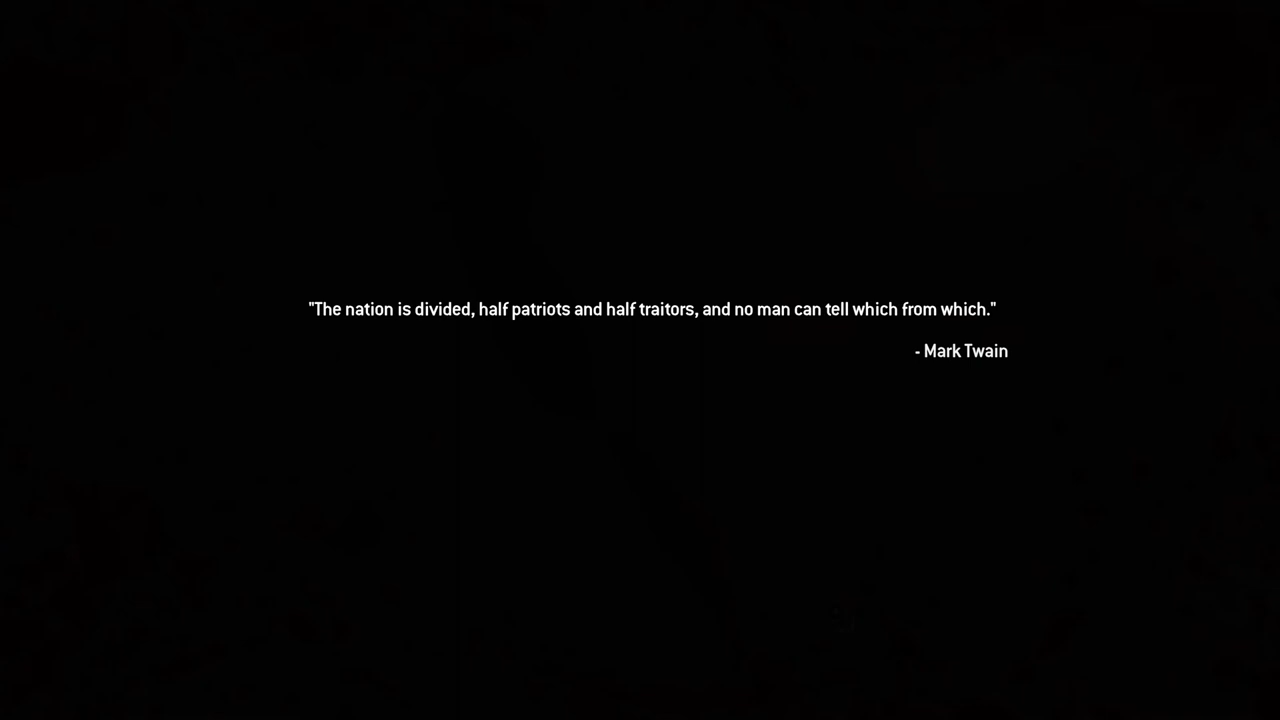 "The nation is divided, half patriots and half traitors, and no man can tell which from which."
- Mark Twain